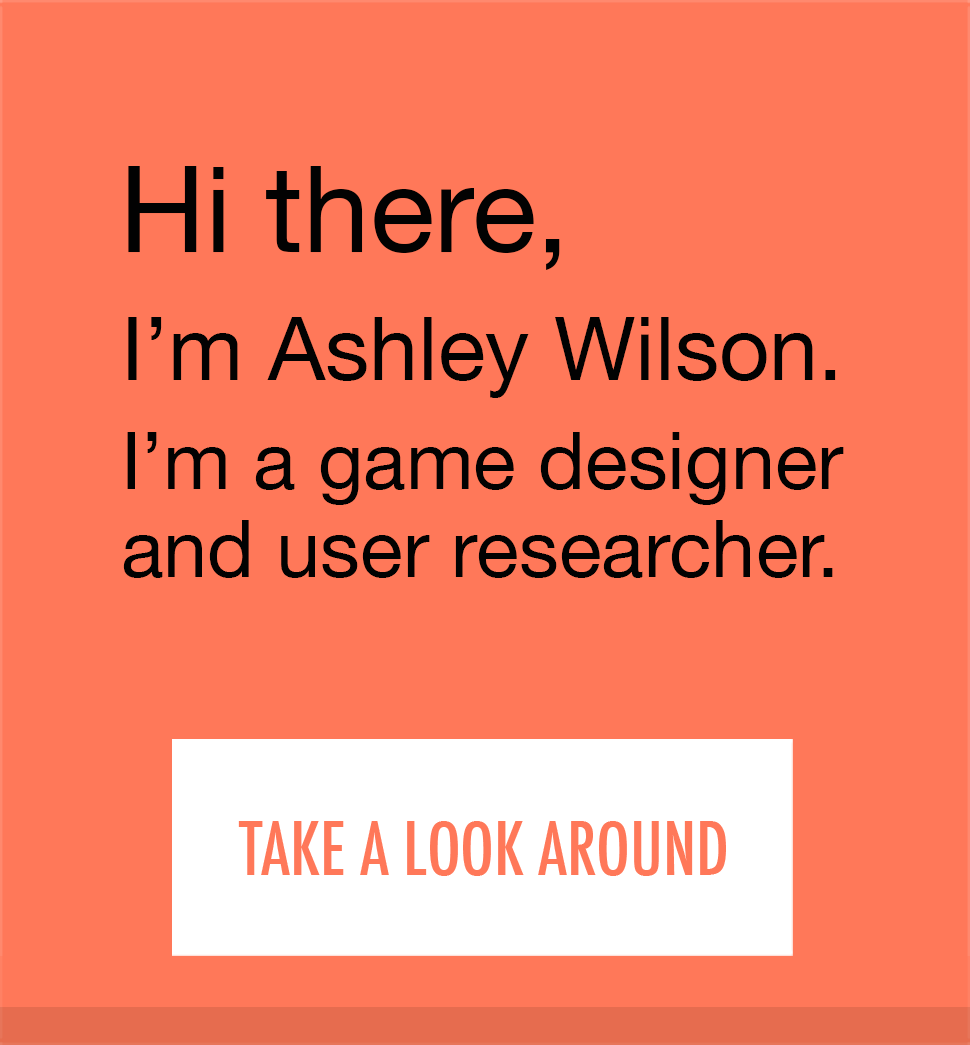 Hi there,
I’m Ashley Wilson.
I’m a game designer
and user researcher.
TAKE A LOOK AROUND